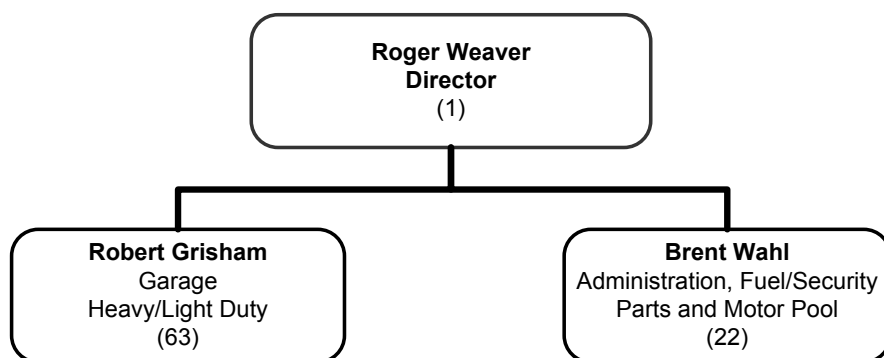 Roger Weaver
Director
(1)
Robert Grisham
Garage
Heavy/Light Duty
(63)
Brent Wahl
Administration, Fuel/Security
Parts and Motor Pool
(22)